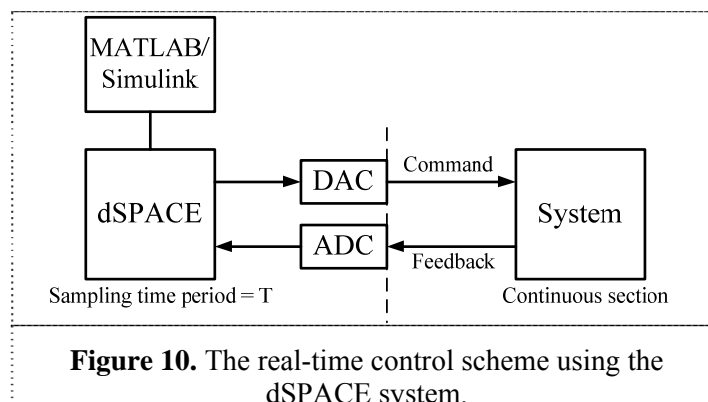 MATLAB/
Simulink
dSPACE
DAC
ADC
Command
Feedback
System
Sampling time period = T
Continuous section
Figure 10. The real-time control scheme using the
dSPACE system.